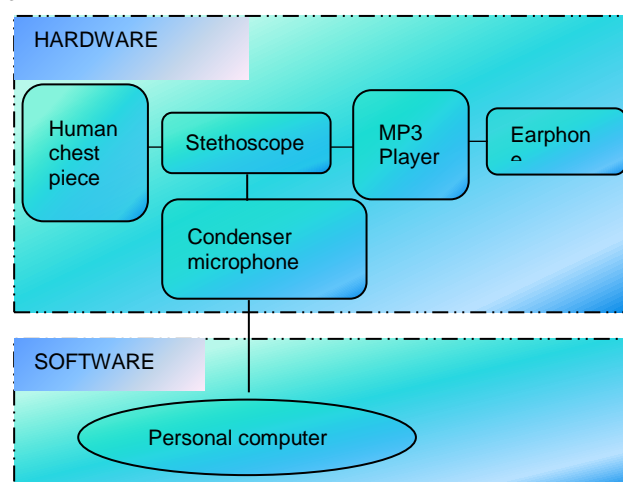 HARDWARE
Human
chest
piece
Stethoscope
MP3
Player
Earphon
e
Condenser
microphone
SOFTWARE
Personal computer